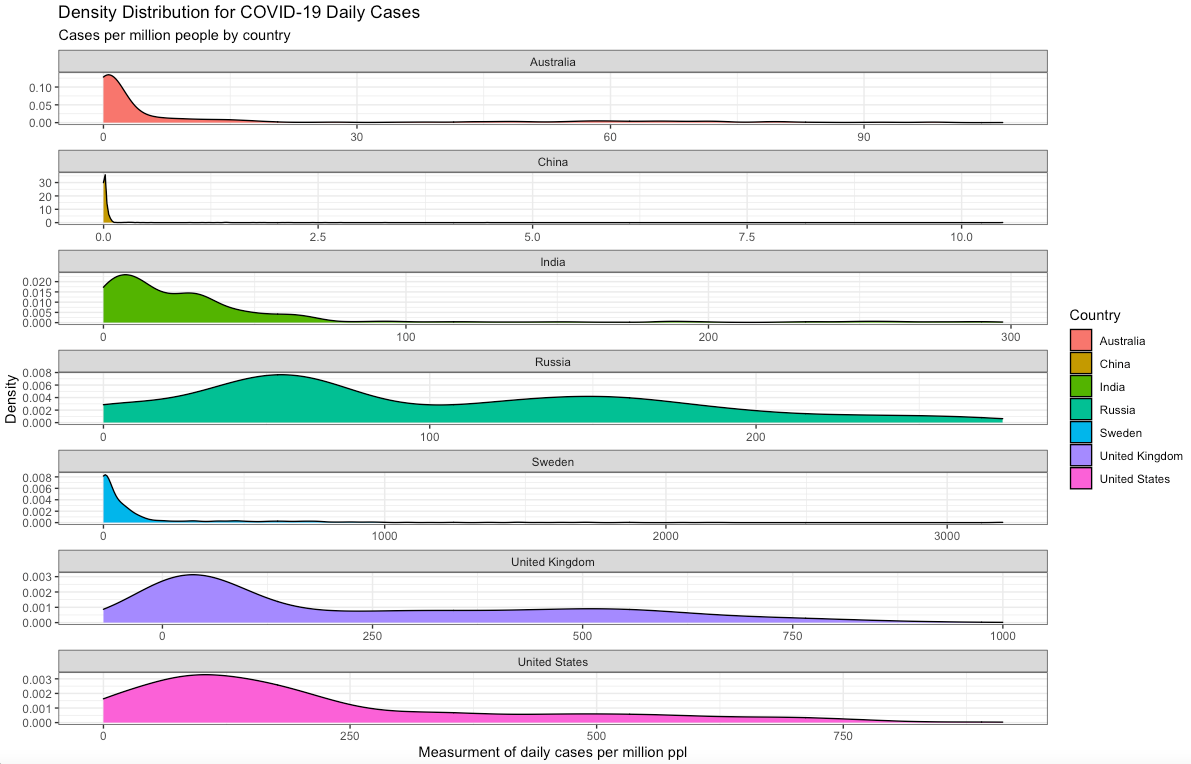 Density Distribution for COVID-19 Daily Cases
Cases per million people by country
Australia
0.10
0.05
0.00
0 30 60 90
China
30
20
10
0
0.0 2.5 5.0 7.5 10.0
India
0.020
0.015
0.010
0.005
0.000
0 100 200 300
Russia
0.008
0.006
0.004
0.002
0.000
0 100 200
Sweden
0.008
0.006
0.004
0.002
0.000
0 1000 2000 3000
United Kingdom
0.003
0.002
0.001
0.000
0 250 500 750 1000
United States
0.003
0.002
0.001
0.000
0 250 500 750
Measurment of daily cases per million ppl
Density
Country
Australia
China
India
Russia
Sweden
United Kingdom
United States